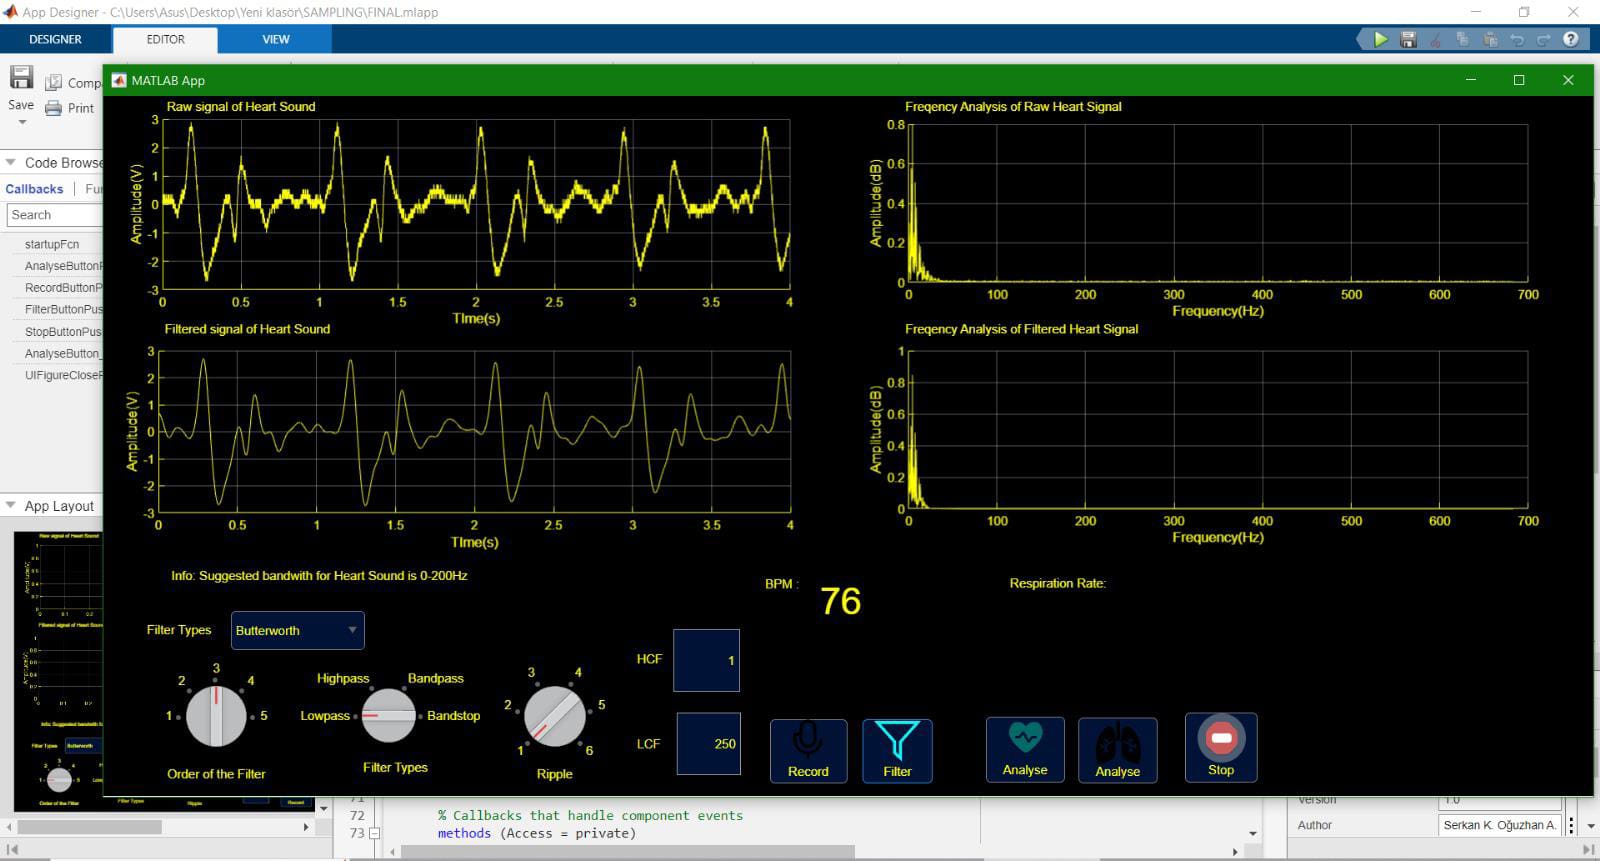 App Designer - C:\Users\Asus\Desktop\Yeni klasör\SAMPLING\FINAL.mlapp
DESIGNER EDITOR VIEW
Save
Comp
Print
Code Browse
Callbacks Fu
Search
startupFcn
AnalyseButtonF
RecordButtonP
FilterButtonPus
StopButtonPus
AnalyseButton_
UIFigureCloseF
App Layout
MATLAB App
Raw signal of Heart Sound
3
2
1
0
-1
-2
-3
Amplitude(V)
0 0.5 1 1.5 2 2.5 3 3.5 4
TIme(s)
Freqency Analysis of Raw Heart Signal
0.8
0.6
0.4
0.2
0
Amplitude(dB)
0 100 200 300 400 500 600 700
Frequency(Hz)
Filtered signal of Heart Sound
3
2
1
0
-1
-2
-3
Amplitude(V)
0 0.5 1 1.5 2 2.5 3 3.5 4
TIme(s)
Freqency Analysis of Filtered Heart Signal
1
0.8
0.6
0.4
0.2
0
Amplitude(dB)
0 100 200 300 400 500 600 700
Frequency(Hz)
Info: Suggested bandwith for Heart Sound is 0-200Hz
BPM : 76
Respiration Rate:
Filter Types Butterworth
1 2 3 4 5
Order of the Filter
Lowpass Highpass Bandpass Bandstop
Filter Types
1 2 3 4 5 6
Ripple
HCF 1
LCF 250
Record
Filter
Analyse
Analyse
Stop
71
72 % Callbacks that handle component events
73 methods (Access = private)
Version 1.0
Author Serkan K. Oğuzhan A.